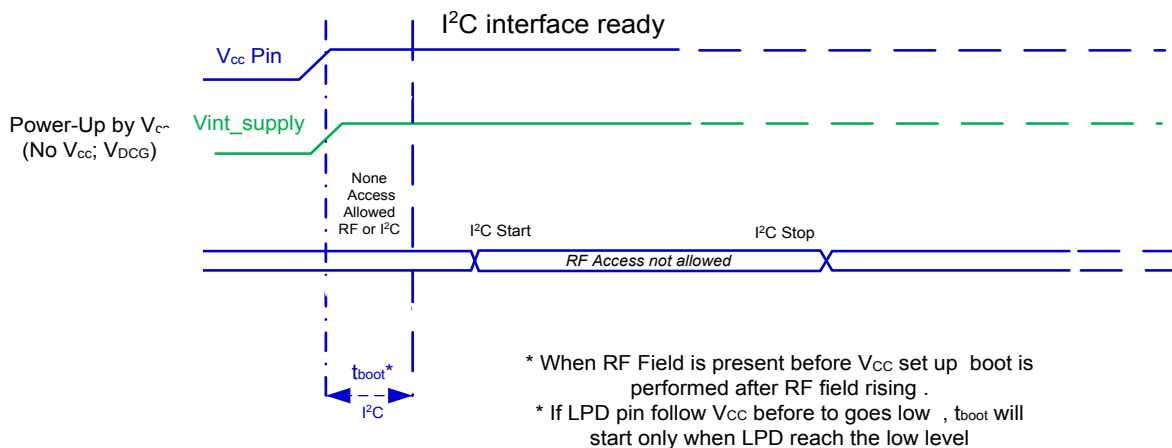 I²C interface ready
Vcc Pin
Vint_supply
Power-Up by Vcc
(No Vcc; VDCG)
None
Access
Allowed
RF or I²C
I²C Start
I²C Stop
RF Access not allowed
tboot*
I²C
* When RF Field is present before VCC set up boot is
performed after RF field rising .
* If LPD pin follow VCC before to goes low , tboot will
start only when LPD reach the low level